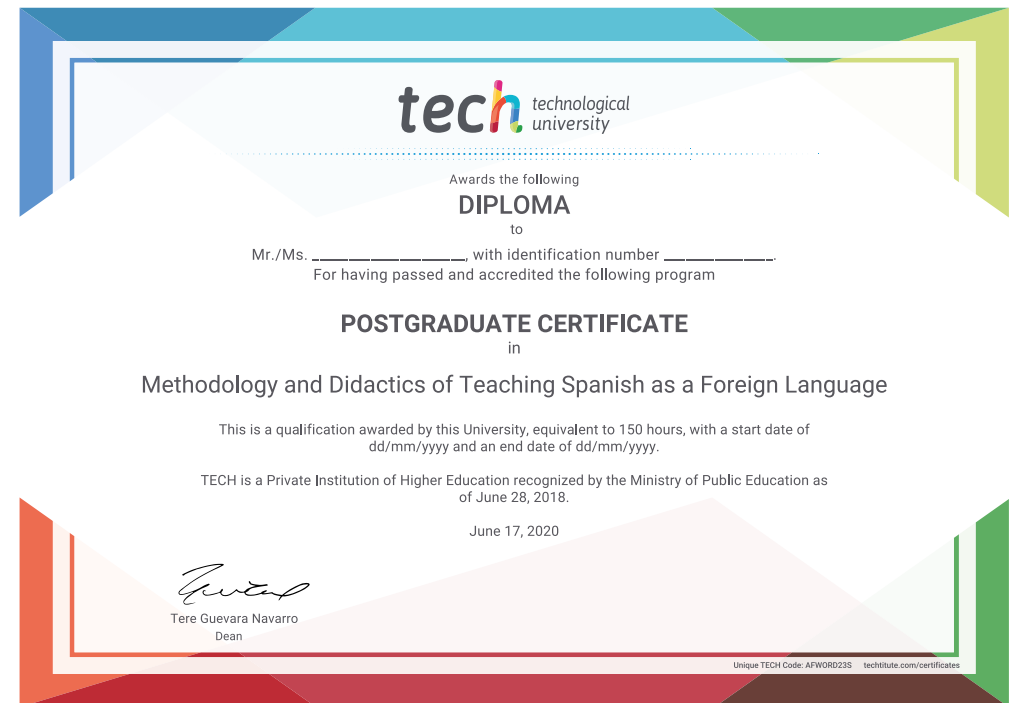 tech technological
university
Awards the following
DIPLOMA
to
Mr./Ms. ____________________, with identification number ______________.
For having passed and accredited the following program
POSTGRADUATE CERTIFICATE
in
Methodology and Didactics of Teaching Spanish as a Foreign Language
This is a qualification awarded by this University, equivalent to 150 hours, with a start date of
dd/mm/yyyy and an end date of dd/mm/yyyy.
TECH is a Private Institution of Higher Education recognized by the Ministry of Public Education as
of June 28, 2018.
June 17, 2020
Tere Guevara Navarro
Dean
Unique TECH Code: AFWORD23S techtitute.com/certificates